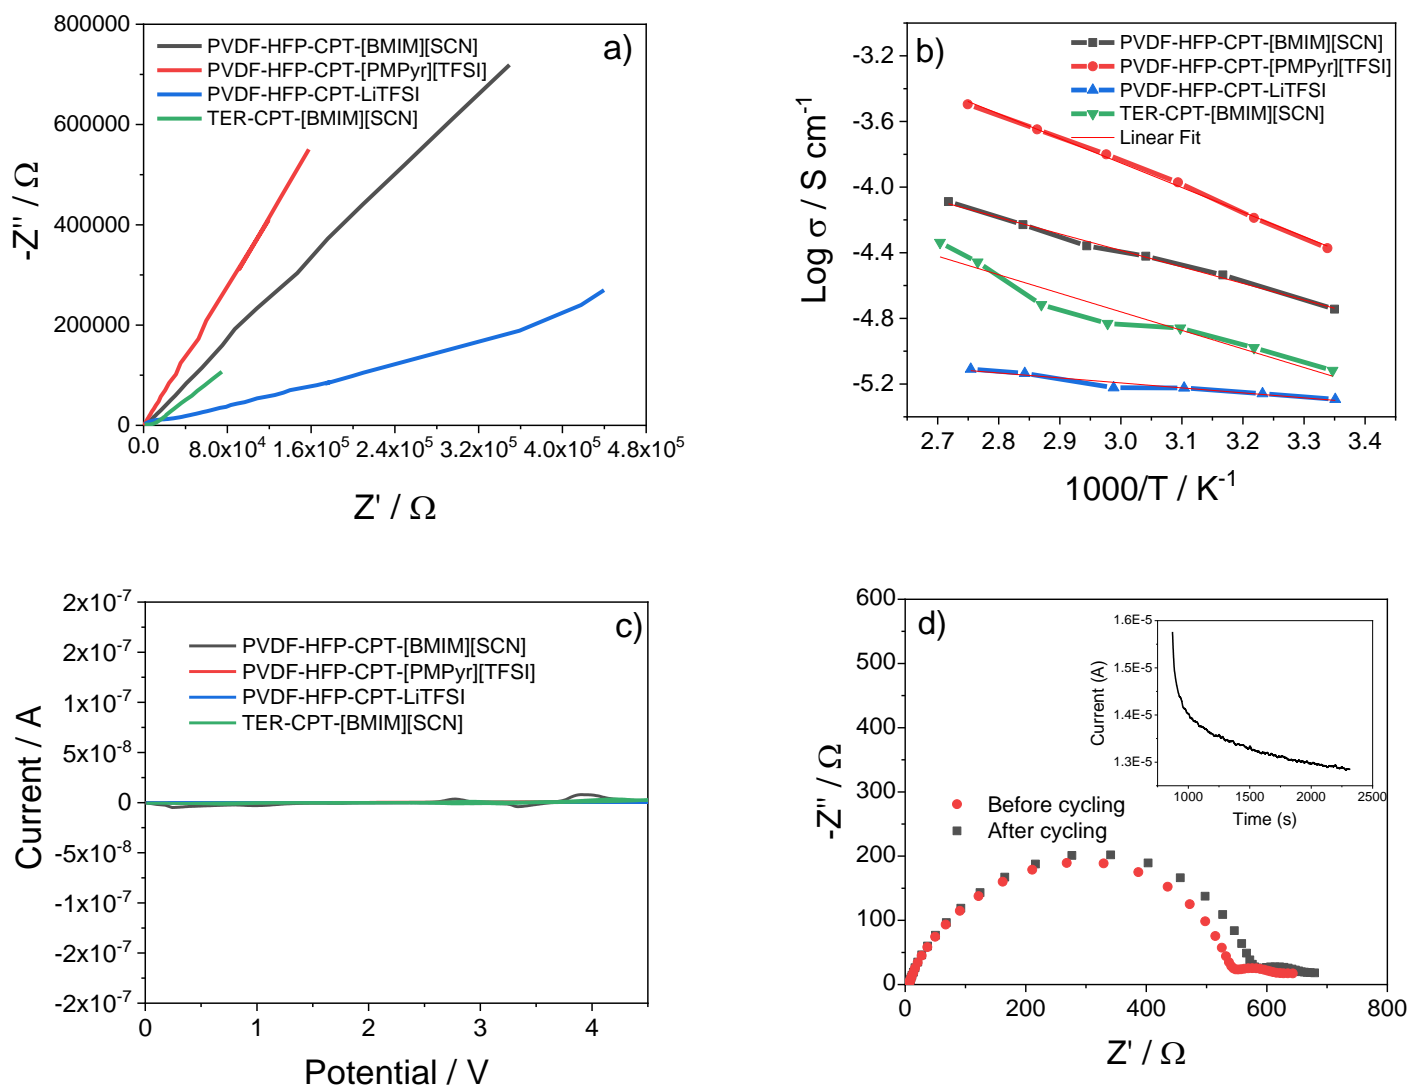 a)
PVDF-HFP-CPT-[BMIM][SCN]
PVDF-HFP-CPT-[PMPyr][TFSI]
PVDF-HFP-CPT-LiTFSI
TER-CPT-[BMIM][SCN]
800000
600000
400000
200000
0
-Z'' / Ω
0.0
8.0x10⁴
1.6x10⁵
2.4x10⁵
3.2x10⁵
4.0x10⁵
4.8x10⁵
Z' / Ω
b)
PVDF-HFP-CPT-[BMIM][SCN]
PVDF-HFP-CPT-[PMPyr][TFSI]
PVDF-HFP-CPT-LiTFSI
TER-CPT-[BMIM][SCN]
Linear Fit
-3.2
-3.6
-4.0
-4.4
-4.8
-5.2
Log σ / S cm⁻¹
2.7
2.8
2.9
3.0
3.1
3.2
3.3
3.4
1000/T / K⁻¹
c)
PVDF-HFP-CPT-[BMIM][SCN]
PVDF-HFP-CPT-[PMPyr][TFSI]
PVDF-HFP-CPT-LiTFSI
TER-CPT-[BMIM][SCN]
2x10⁻⁷
2x10⁻⁷
1x10⁻⁷
5x10⁻⁸
0
-5x10⁻⁸
-1x10⁻⁷
-2x10⁻⁷
-2x10⁻⁷
Current / A
0
1
2
3
4
Potential / V
d)
600
500
400
300
200
100
0
-Z'' / Ω
1.6E-5
1.5E-5
1.4E-5
1.3E-5
Current (A)
1000
1500
2000
2500
Time (s)
Before cycling
After cycling
0
200
400
600
800
Z' / Ω